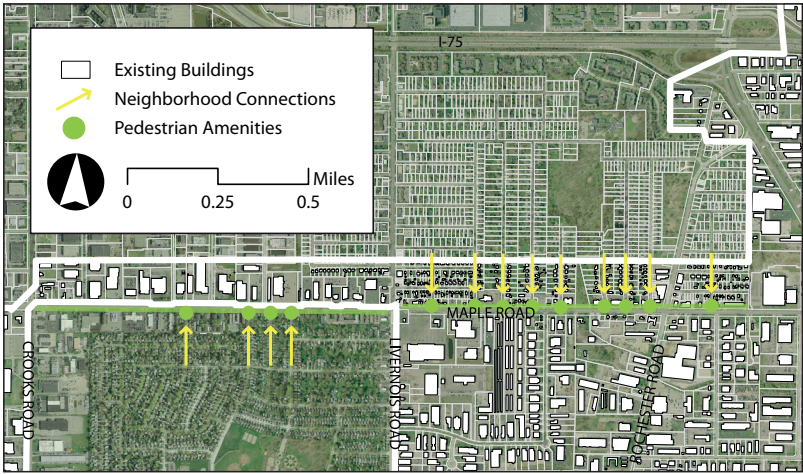 I-75
Existing Buildings
Neighborhood Connections
Pedestrian Amenities
Miles
0 0.25 0.5
MAPLE ROAD
CROOKS ROAD
LIVERNOIS ROAD
ROCHESTER ROAD